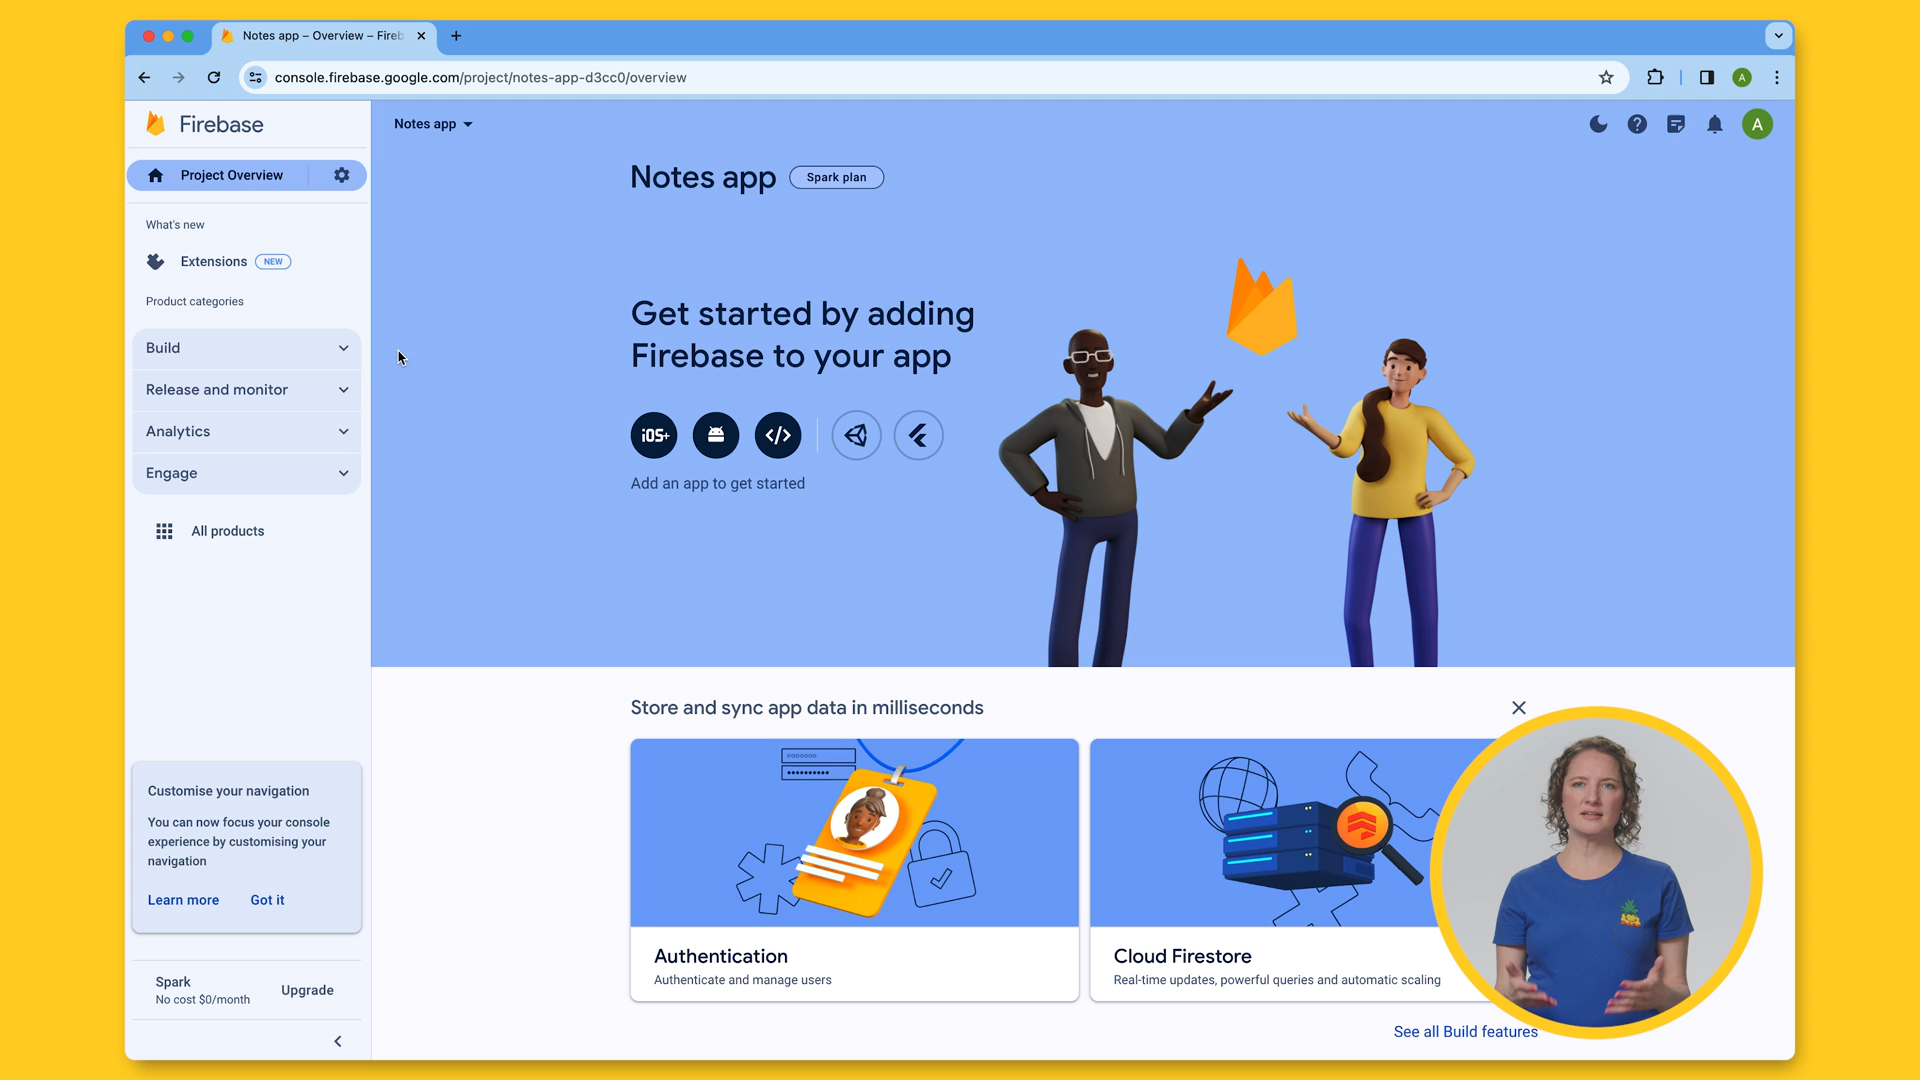 Notes app – Overview – Fireb
console.firebase.google.com/project/notes-app-d3cc0/overview
A
Firebase
Notes app
A
Project Overview
Notes app
Spark plan
What's new
Extensions
NEW
Product categories
Build
Release and monitor
Analytics
Engage
All products
Get started by adding
Firebase to your app
iOS+
Add an app to get started
Store and sync app data in milliseconds
Customise your navigation
You can now focus your console
experience by customising your
navigation
Learn more
Got it
Authentication
Authenticate and manage users
Cloud Firestore
Real-time updates, powerful queries and automatic scaling
Spark
No cost $0/month
Upgrade
See all Build features